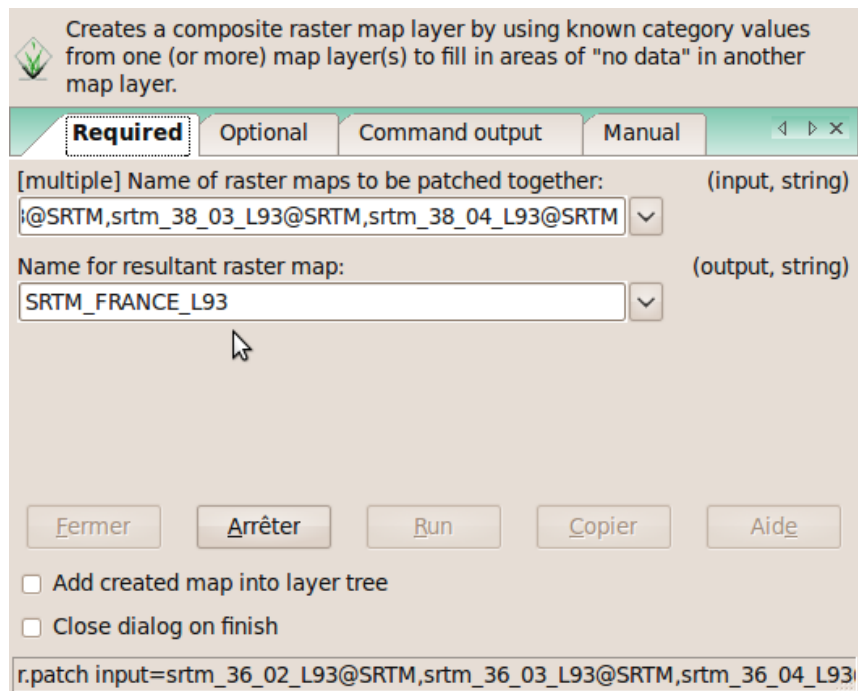 Creates a composite raster map layer by using known category values
from one (or more) map layer(s) to fill in areas of "no data" in another
map layer.
Required Optional Command output Manual
[multiple] Name of raster maps to be patched together: (input, string)
@SRTM,srtm_38_03_L93@SRTM,srtm_38_04_L93@SRTM
Name for resultant raster map: (output, string)
SRTM_FRANCE_L93
Fermer Arrêter Run Copier Aide
Add created map into layer tree
Close dialog on finish
r.patch input=srtm_36_02_L93@SRTM,srtm_36_03_L93@SRTM,srtm_36_04_L93